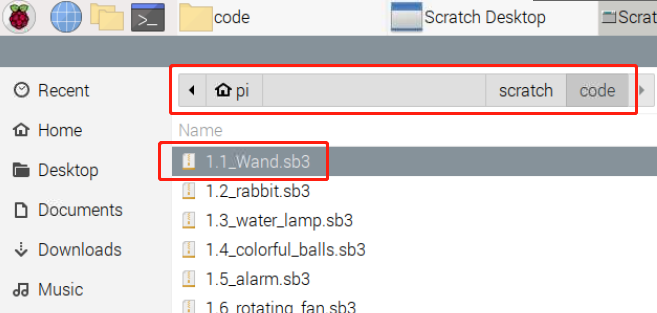 code Scratch Desktop Scrat
pi scratch code
Recent
Name
Home
1.1_Wand.sb3
Desktop
1.2_rabbit.sb3
Documents
1.3_water_lamp.sb3
Downloads
1.4_colorful_balls.sb3
1.5_alarm.sb3
Music
1.6_rotating_fan.sb3